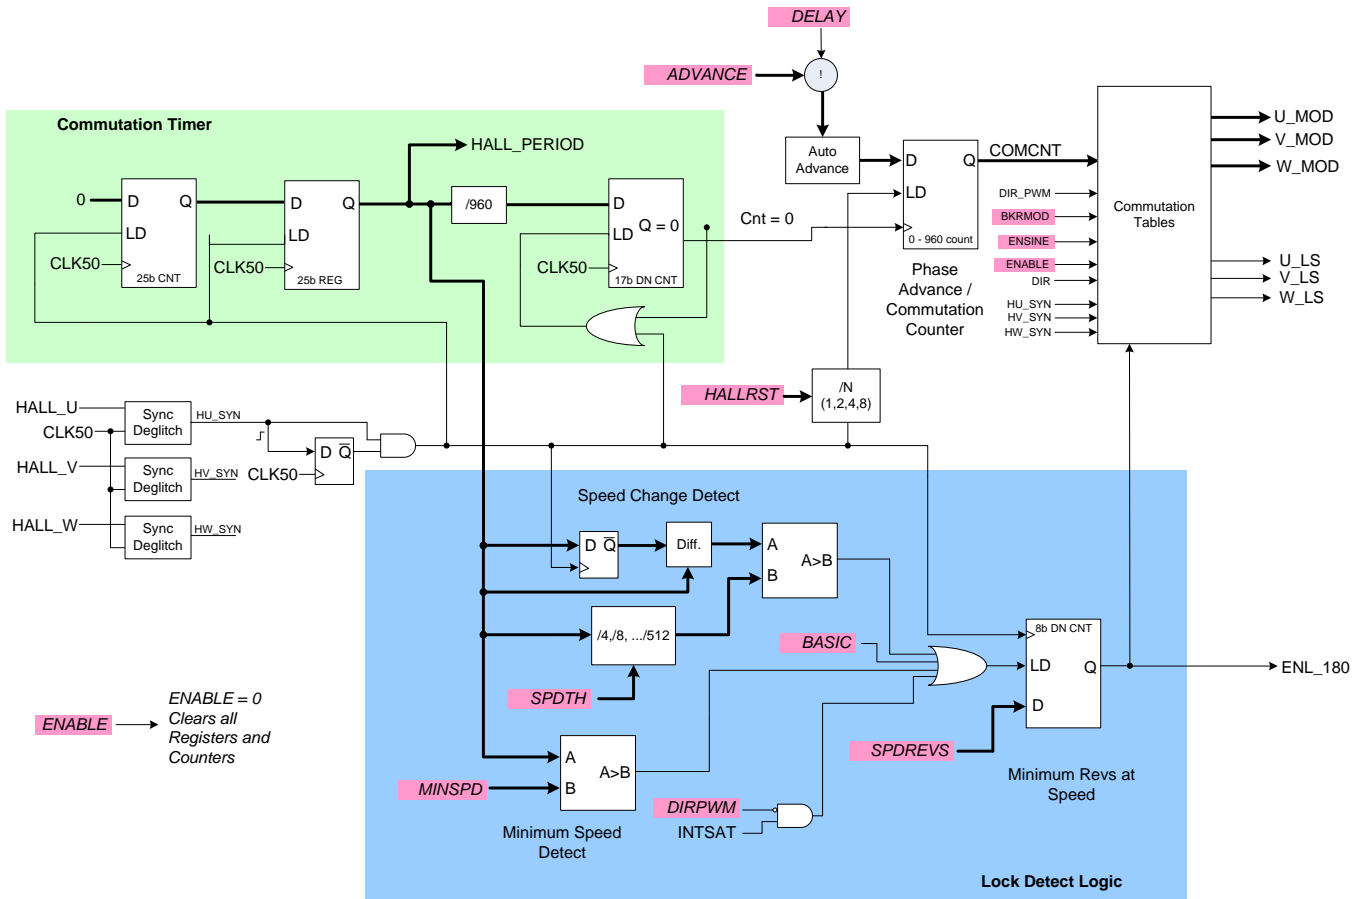 DELAY
ADVANCE
!
Commutation Timer
HALL_PERIOD
Auto
Advance
D
Q
LD
0 - 960 count
COMCNT
U_MOD
V_MOD
W_MOD
0
D
Q
LD
CLK50
25b CNT
D
Q
LD
CLK50
25b REG
/960
D
Q = 0
LD
CLK50
17b DN CNT
Cnt = 0
DIR_PWM
BKRMOD
ENSINE
ENABLE
DIR
HU_SYN
HV_SYN
HW_SYN
Commutation
Tables
U_LS
V_LS
W_LS
Phase
Advance /
Commutation
Counter
HALLRST
/N
(1,2,4,8)
HALL_U
CLK50
Sync
Deglitch
HU_SYN
D
Q
CLK50
HALL_V
Sync
Deglitch
HV_SYN
HALL_W
Sync
Deglitch
HW_SYN
Speed Change Detect
D
Q
Diff.
A
B
A>B
/4,/8, .../512
SPDTH
BASIC
8b DN CNT
LD
Q
D
ENL_180
SPDREVS
Minimum Revs at
Speed
ENABLE
ENABLE = 0
Clears all
Registers and
Counters
MINSPD
A
B
A>B
Minimum Speed
Detect
DIRPWM
INTSAT
Lock Detect Logic